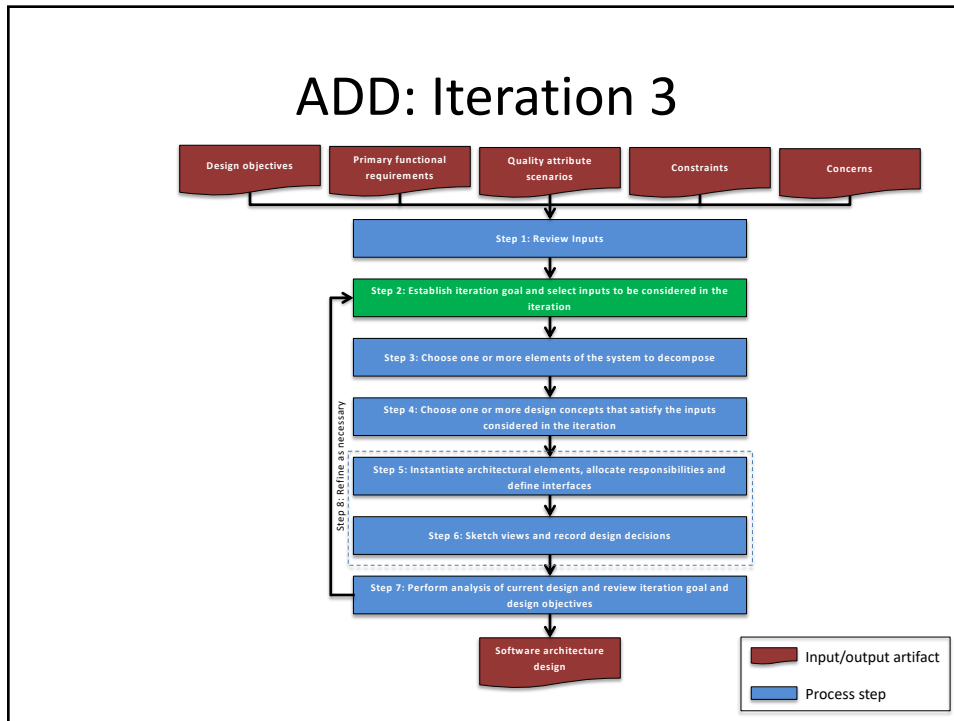 ADD: Iteration 3
Design objectives
Primary functional
requirements
Quality attribute
scenarios
Constraints
Concerns
Step 1: Review Inputs
Step 2: Establish iteration goal and select inputs to be considered in the
iteration
Step 3: Choose one or more elements of the system to decompose
Step 4: Choose one or more design concepts that satisfy the inputs
considered in the iteration
Step 5: Instantiate architectural elements, allocate responsibilities and
define interfaces
Step 6: Sketch views and record design decisions
Step 7: Perform analysis of current design and review iteration goal and
design objectives
Step 8: Refine as necessary
Software architecture
design
Input/output artifact
Process step